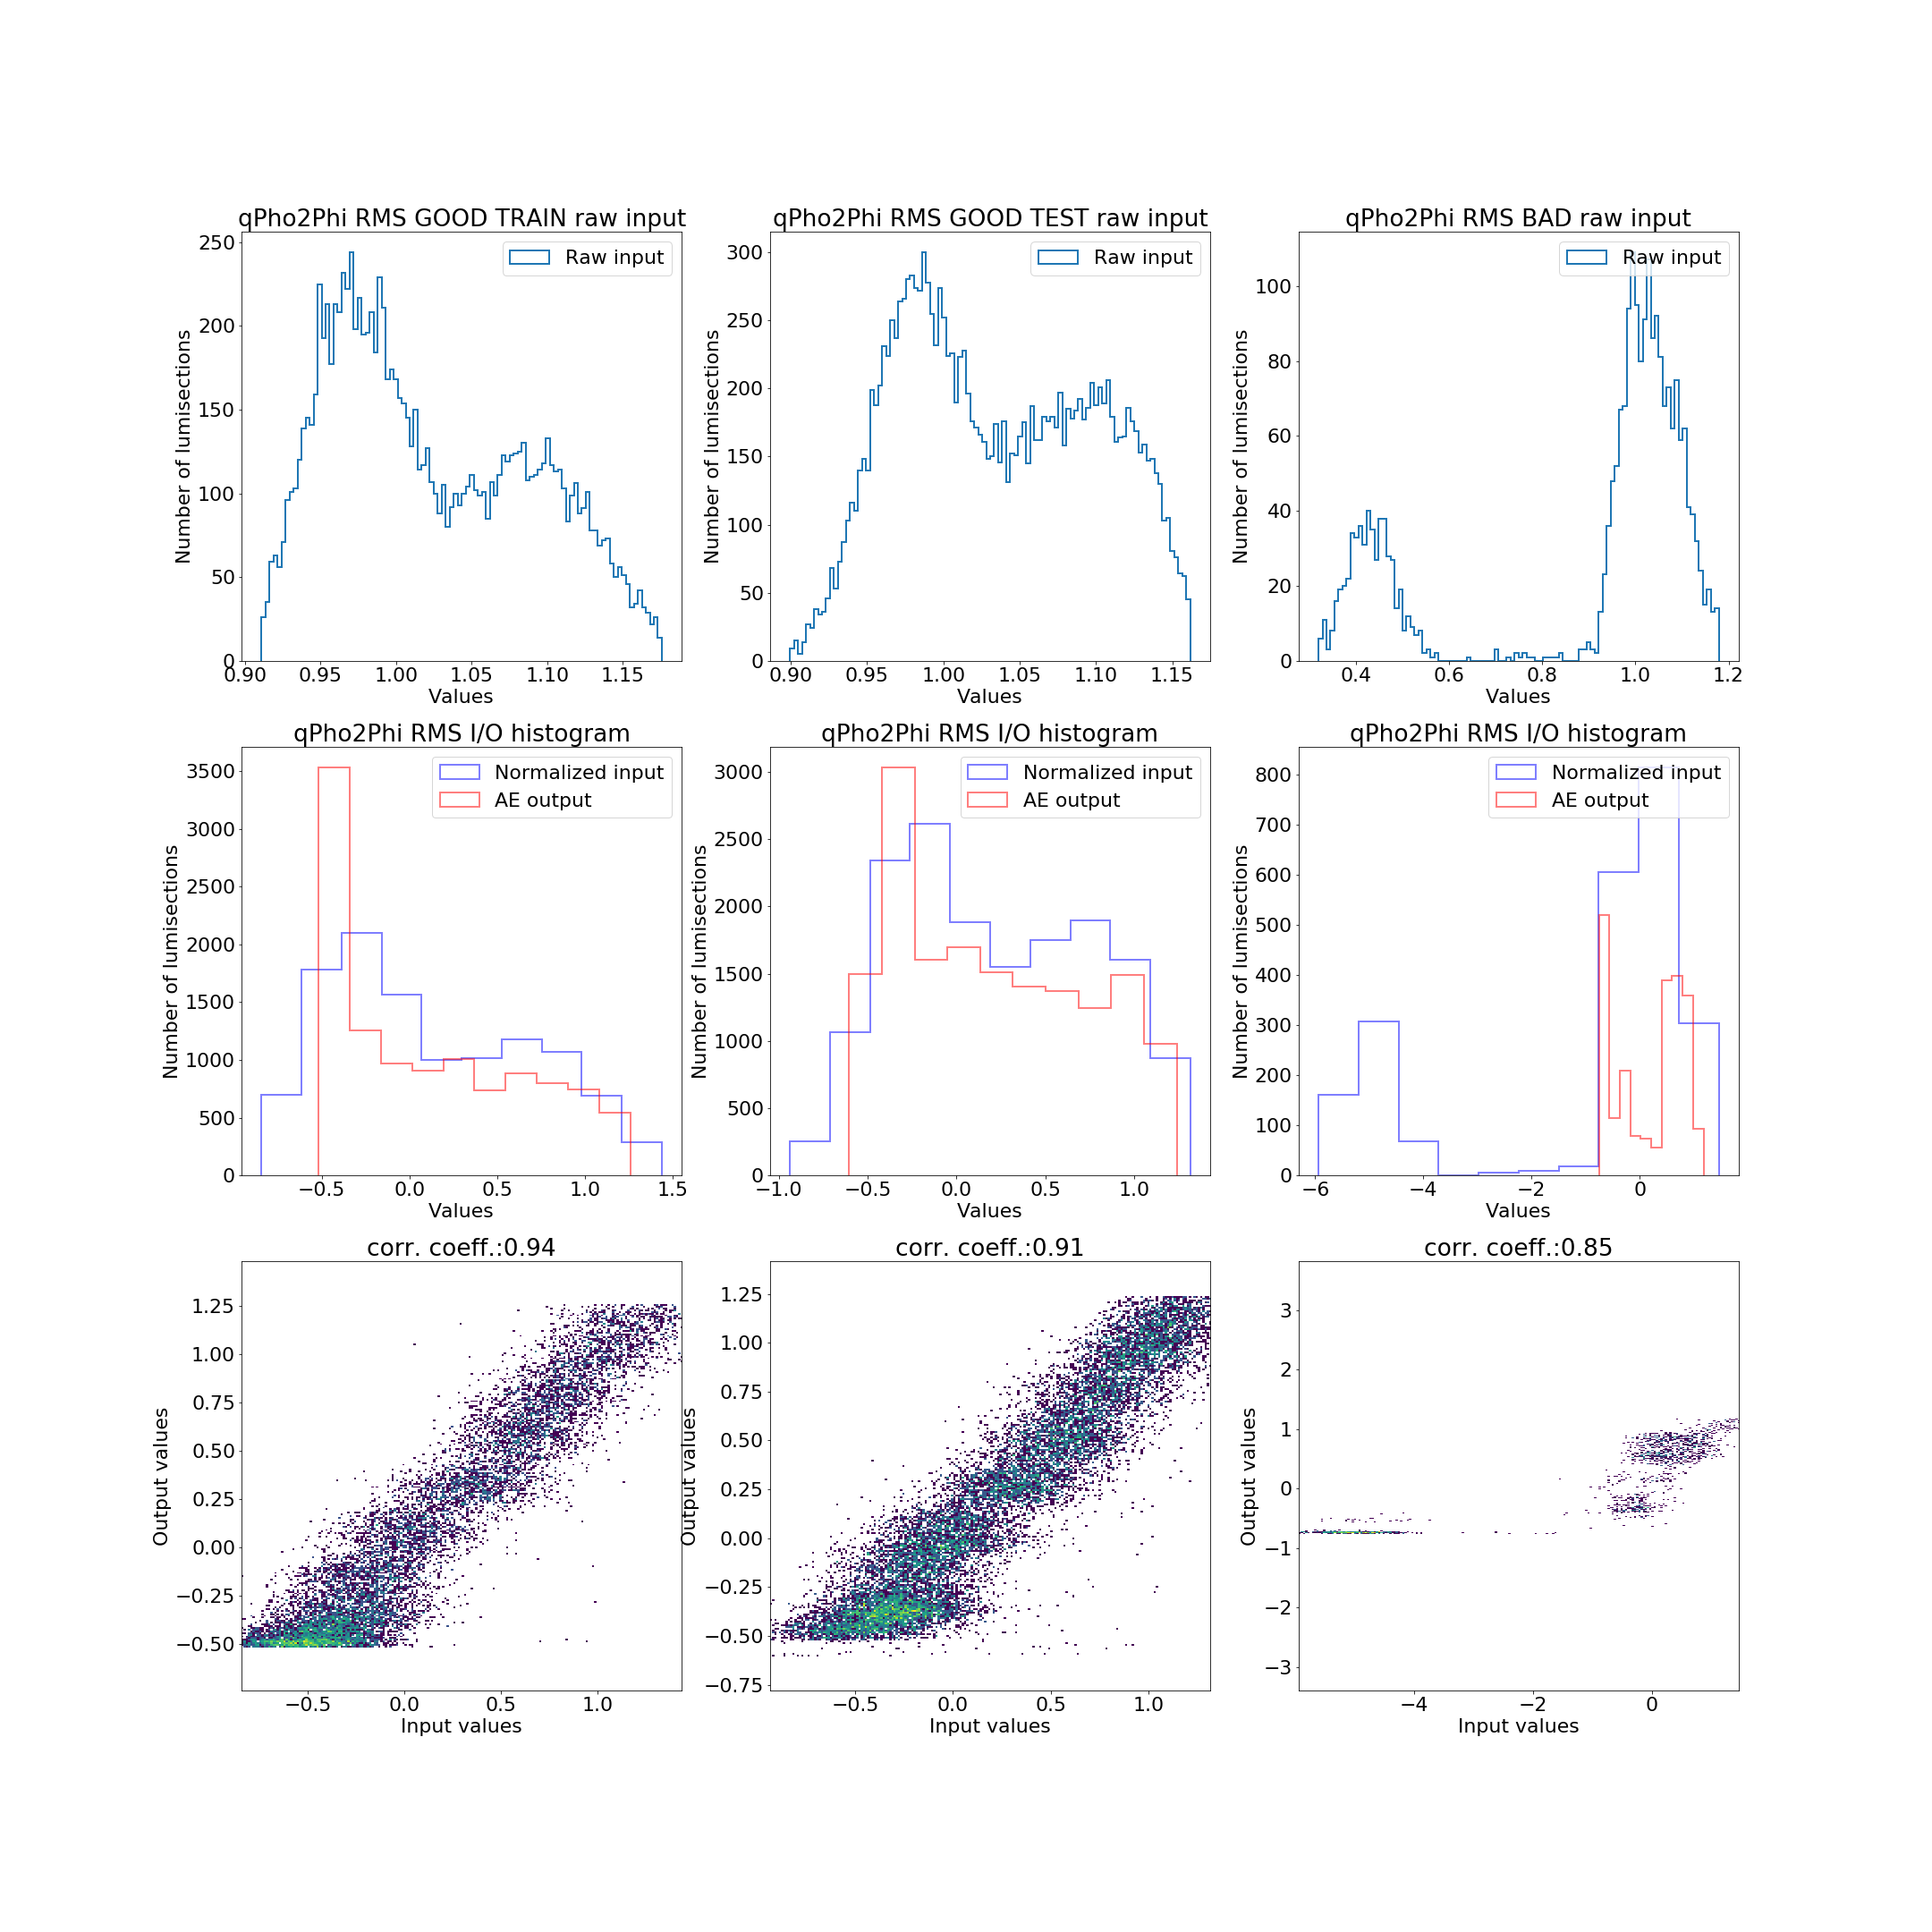 qPho2Phi RMS GOOD TRAIN raw input
Raw input
Number of lumisections
250
200
150
100
50
0
0.90 0.95 1.00 1.05 1.10 1.15
Values
qPho2Phi RMS GOOD TEST raw input
Raw input
Number of lumisections
300
250
200
150
100
50
0
0.90 0.95 1.00 1.05 1.10 1.15
Values
qPho2Phi RMS BAD raw input
Raw input
Number of lumisections
100
80
60
40
20
0
0.4 0.6 0.8 1.0 1.2
Values
qPho2Phi RMS I/O histogram
Normalized input
AE output
Number of lumisections
3500
3000
2500
2000
1500
1000
500
0
−0.5 0.0 0.5 1.0 1.5
Values
qPho2Phi RMS I/O histogram
Normalized input
AE output
Number of lumisections
3000
2500
2000
1500
1000
500
0
−1.0 −0.5 0.0 0.5 1.0
Values
qPho2Phi RMS I/O histogram
Normalized input
AE output
Number of lumisections
800
700
600
500
400
300
200
100
0
−6 −4 −2 0
Values
corr. coeff.:0.94
Output values
1.25
1.00
0.75
0.50
0.25
0.00
−0.25
−0.50
−0.5 0.0 0.5 1.0
Input values
corr. coeff.:0.91
Output values
1.25
1.00
0.75
0.50
0.25
0.00
−0.25
−0.50
−0.75
−0.5 0.0 0.5 1.0
Input values
corr. coeff.:0.85
Output values
3
2
1
0
−1
−2
−3
−4 −2 0
Input values